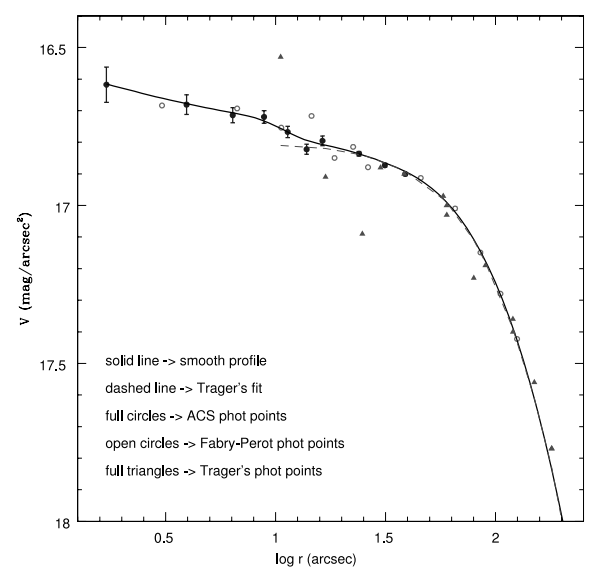 16.5
17
17.5
18
V (mag/arcsec²)
solid line -> smooth profile
dashed line -> Trager's fit
full circles -> ACS phot points
open circles -> Fabry-Perot phot points
full triangles -> Trager's phot points
0.5 1 1.5 2
log r (arcsec)